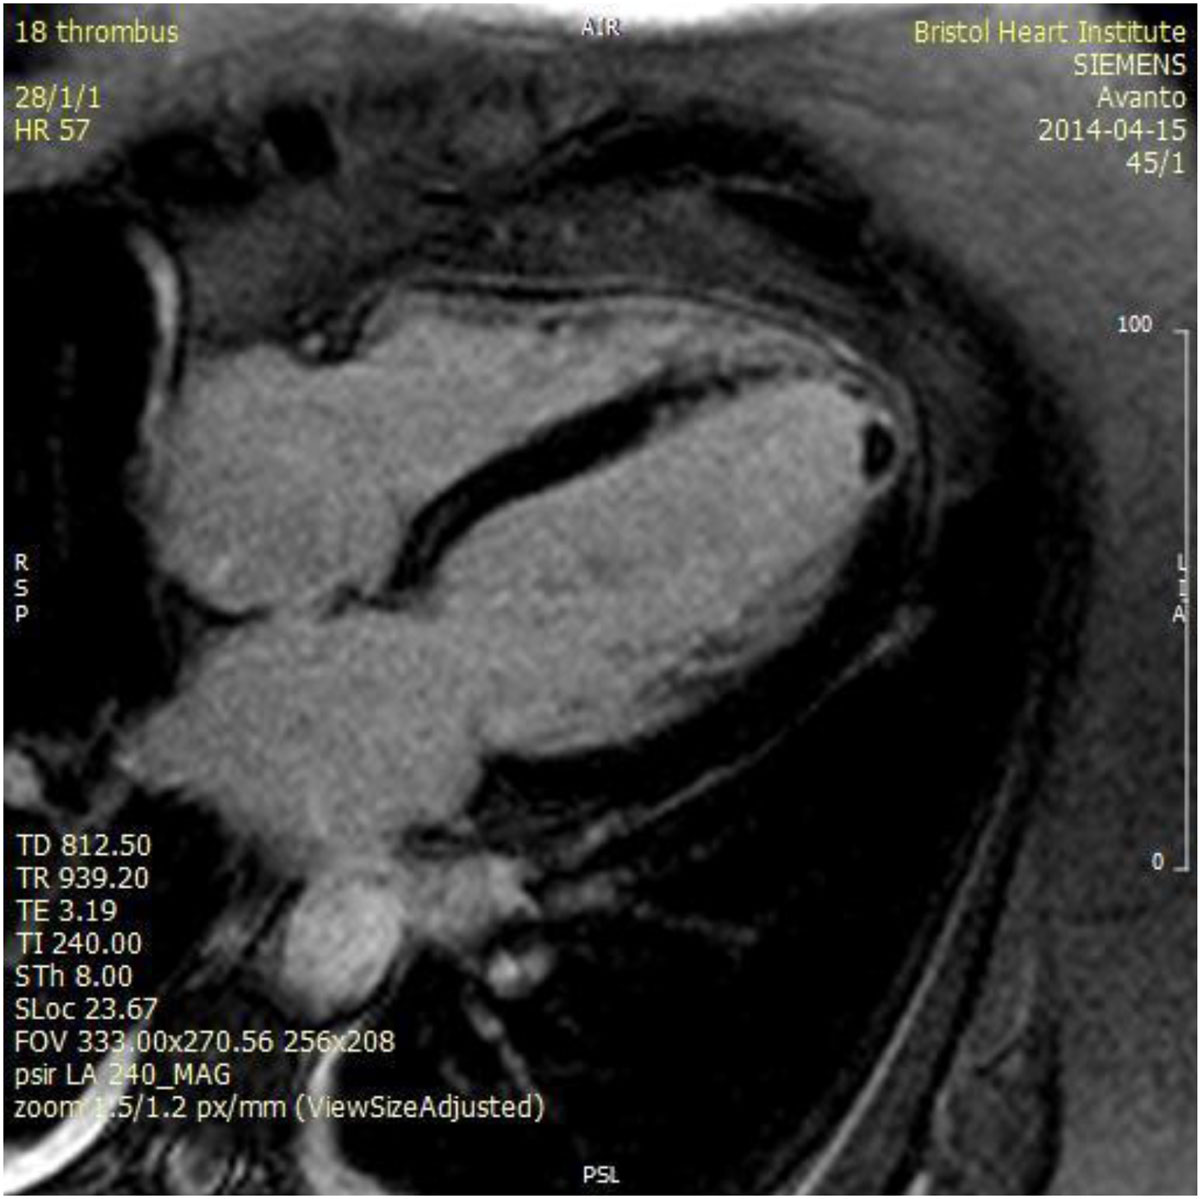 18 thrombus
28/1/1
HR 57
AIR
Bristol Heart Institute
SIEMENS
Avanto
2014-04-15
45/1
100
R
S
P
L
A
0
TD 812.50
TR 939.20
TE 3.19
TI 240.00
STh 8.00
SLoc 23.67
FOV 333.00x270.56 256x208
psir LA 240_MAG
zoom 1.5/1.2 px/mm (ViewSizeAdjusted)
PSL